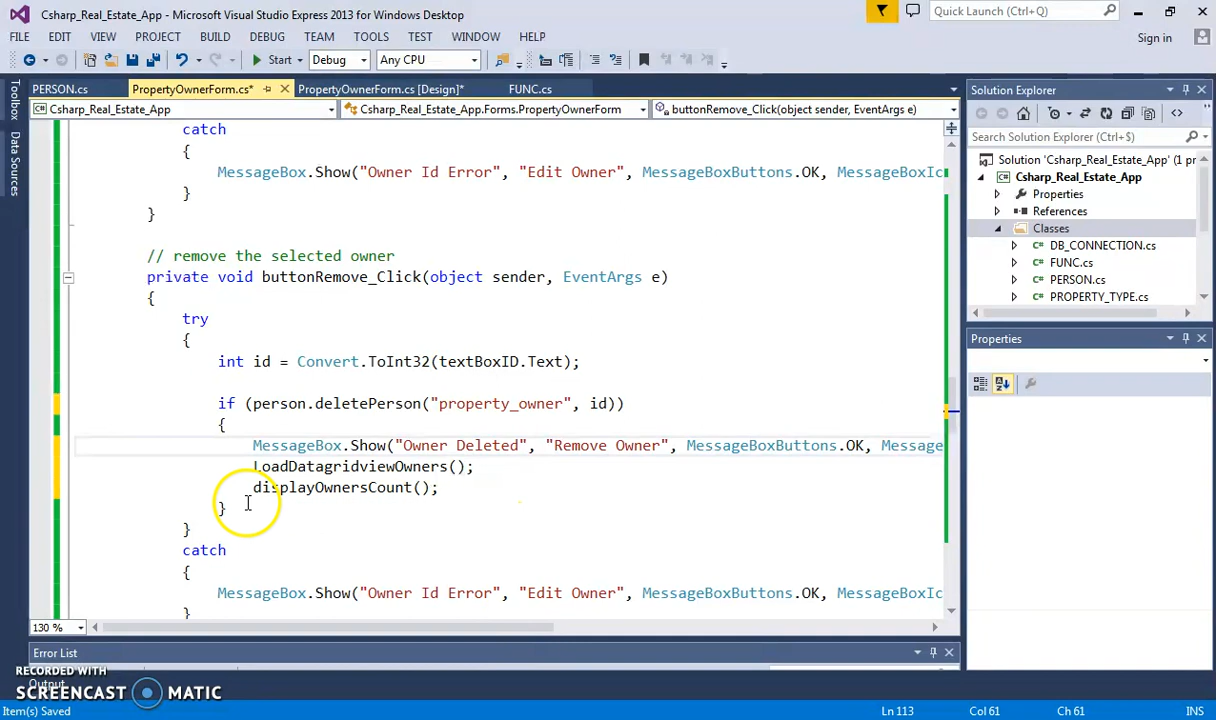 Csharp_Real_Estate_App - Microsoft Visual Studio Express 2013 for Windows Desktop
Quick Launch (Ctrl+Q)
FILE EDIT VIEW PROJECT BUILD DEBUG TEAM TOOLS TEST WINDOW HELP
Sign in
Start Debug Any CPU
PERSON.cs PropertyOwnerForm.cs* PropertyOwnerForm.cs [Design]* FUNC.cs
Csharp_Real_Estate_App Csharp_Real_Estate_App.Forms.PropertyOwnerForm buttonRemove_Click(object sender, EventArgs e)
Toolbox
Data Sources
catch
{
MessageBox.Show("Owner Id Error", "Edit Owner", MessageBoxButtons.OK, MessageBoxIc
}
}
// remove the selected owner
private void buttonRemove_Click(object sender, EventArgs e)
{
try
{
int id = Convert.ToInt32(textBoxID.Text);
if (person.deletePerson("property_owner", id))
{
MessageBox.Show("Owner Deleted", "Remove Owner", MessageBoxButtons.OK, Message
LoadDatagridviewOwners();
displayOwnersCount();
}
}
catch
{
MessageBox.Show("Owner Id Error", "Edit Owner", MessageBoxButtons.OK, MessageBoxIc
}
130 %
Solution Explorer
Search Solution Explorer (Ctrl+$)
Solution 'Csharp_Real_Estate_App' (1 pr
Csharp_Real_Estate_App
Properties
References
Classes
C# DB_CONNECTION.cs
C# FUNC.cs
C# PERSON.cs
C# PROPERTY_TYPE.cs
Properties
Error List
Output
RECORDED WITH
SCREENCAST MATIC
Item(s) Saved Ln 113 Col 61 Ch 61 INS